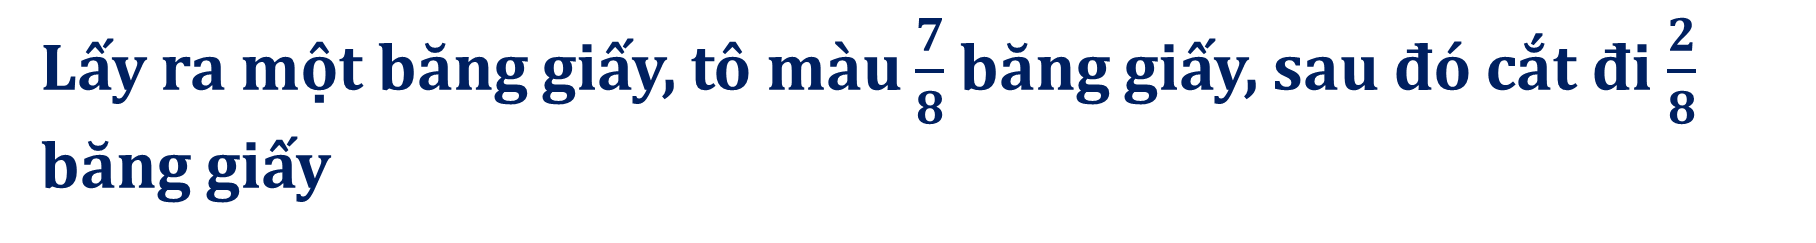 Lấy ra một băng giấy, tô màu 7/8 băng giấy, sau đó cắt đi 2/8
băng giấy